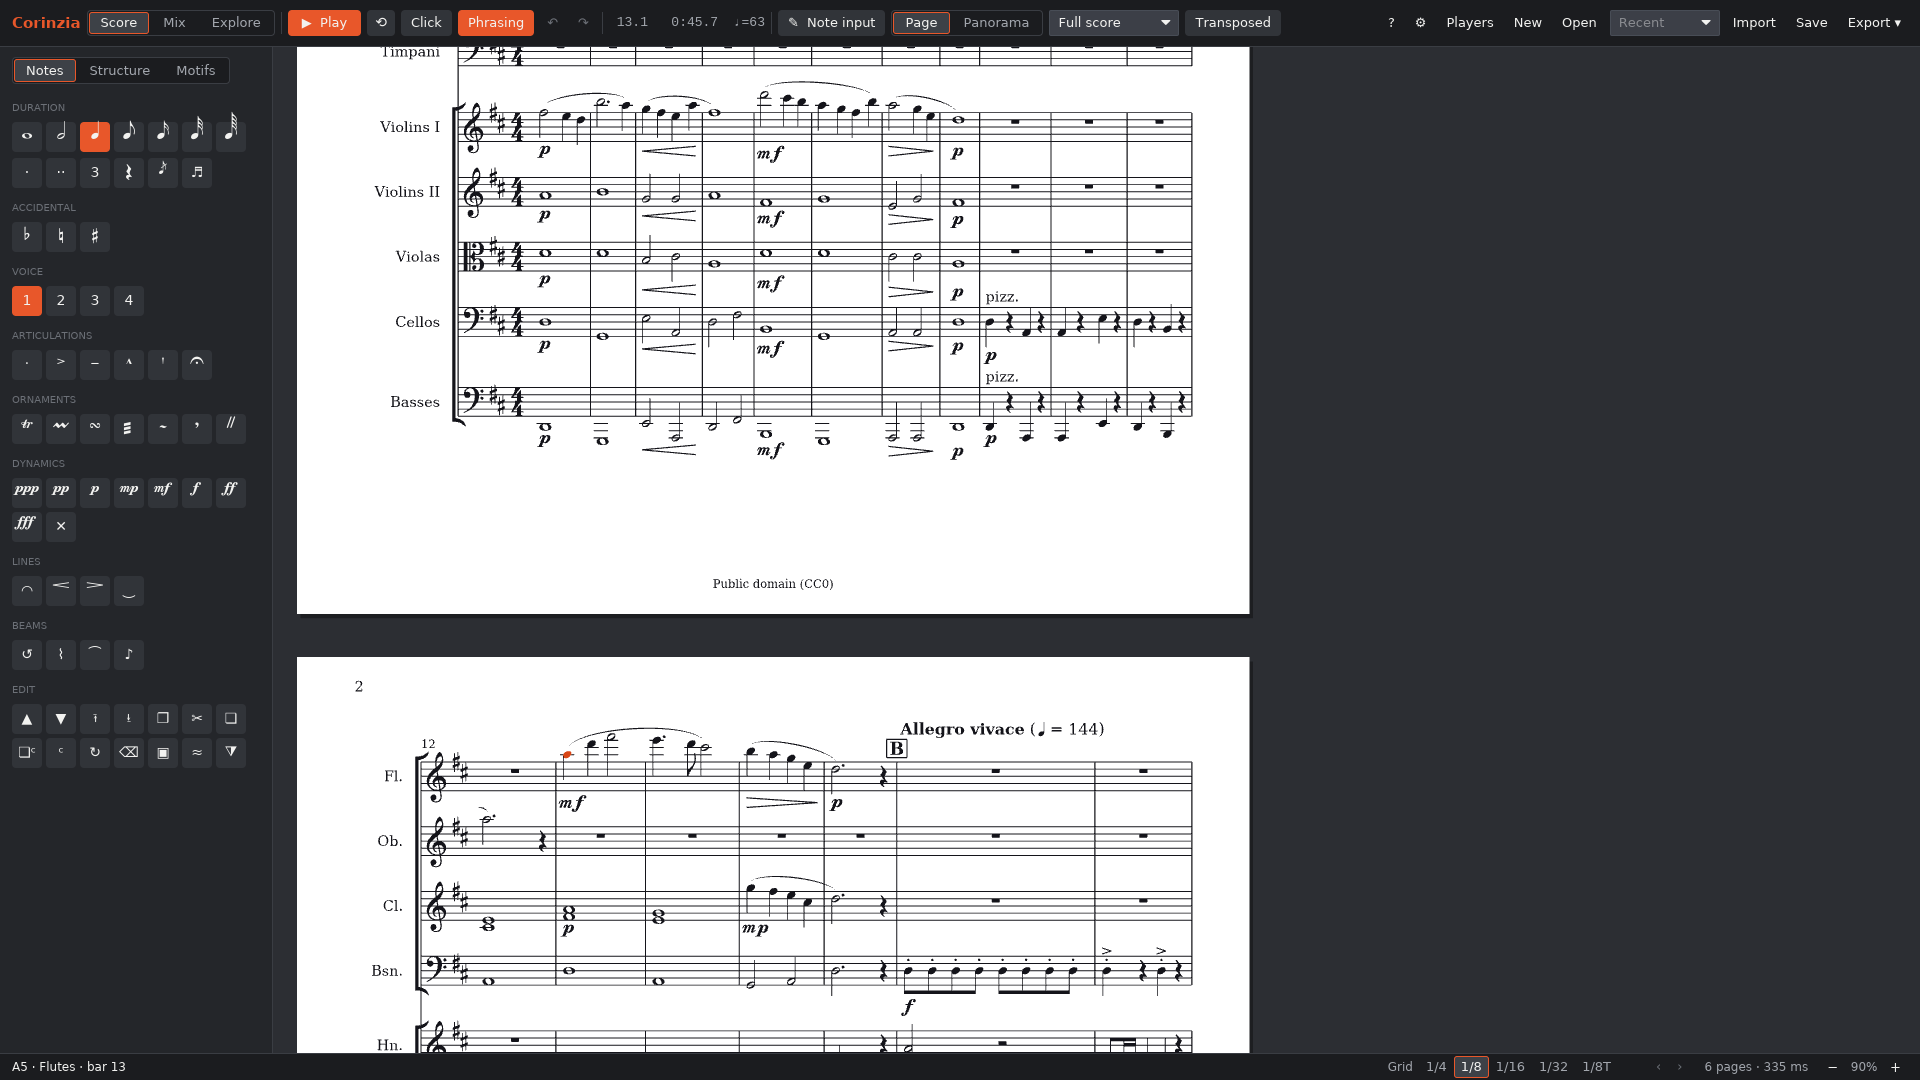 Corinzia Score Mix Explore ▶ Play Click Phrasing 13.1 0:45.7 ♩=63 Note input Page Panorama Full score Transposed ? Players New Open Recent Import Save Export ▾
Notes Structure Motifs
DURATION
3
ACCIDENTAL
VOICE
1 2 3 4
ARTICULATIONS
ORNAMENTS
tr
DYNAMICS
ppp pp p mp mf f ff
fff ×
LINES
BEAMS
EDIT
Timpani
Violins I
p mf p
Violins II
p mf p
Violas
p mf p
pizz.
Cellos
p mf p p
pizz.
Basses
p mf p p
Public domain (CC0)
2
Allegro vivace (♩ = 144)
12 B
Fl.
mf p
Ob.
Cl.
p mp
Bsn.
f
Hn.
A5 · Flutes · bar 13 Grid 1/4 1/8 1/16 1/32 1/8T ‹ › 6 pages · 335 ms − 90% +